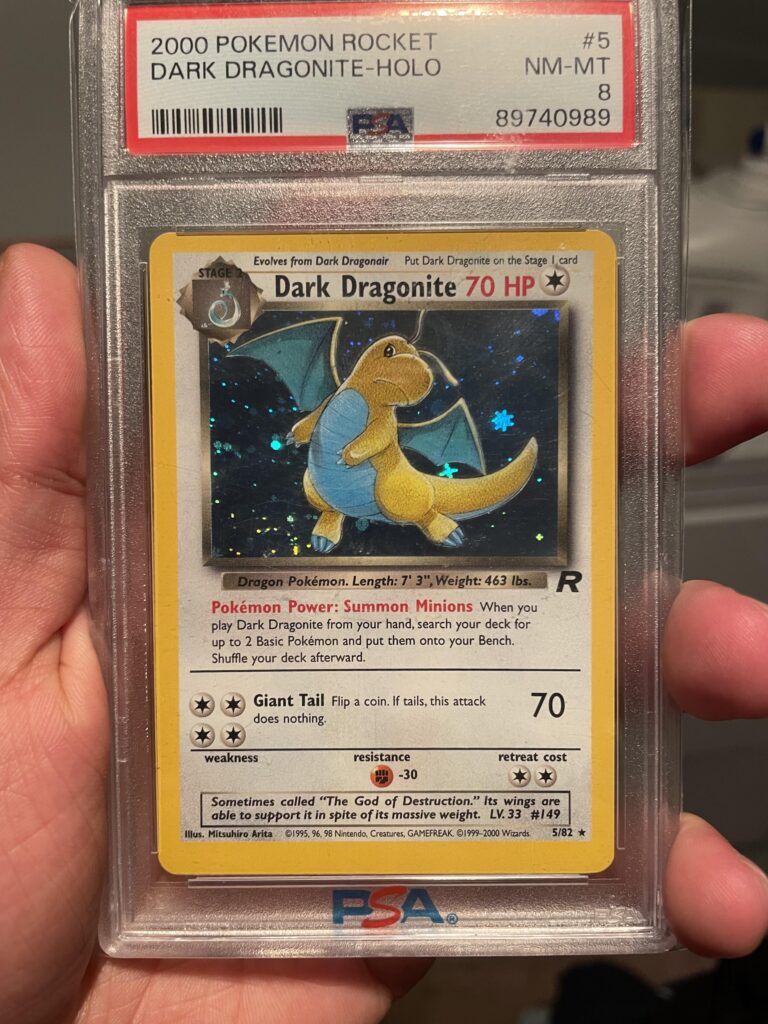 2000 POKEMON ROCKET #5
DARK DRAGONITE-HOLO NM-MT
8
PSA 89740989
Evolves from Dark Dragonair Put Dark Dragonite on the Stage 1 card
STAGE 2
Dark Dragonite 70 HP
Dragon Pokémon. Length: 7' 3", Weight: 463 lbs.
R
Pokémon Power: Summon Minions When you
play Dark Dragonite from your hand, search your deck for
up to 2 Basic Pokémon and put them onto your Bench.
Shuffle your deck afterward.
Giant Tail Flip a coin. If tails, this attack 70
does nothing.
weakness resistance retreat cost
-30
Sometimes called "The God of Destruction." Its wings are
able to support it in spite of its massive weight. LV. 33 #149
Illus. Mitsuhiro Arita ©1995, 96, 98 Nintendo, Creatures, GAMEFREAK. ©1999-2000 Wizards. 5/82 ★
PSA®